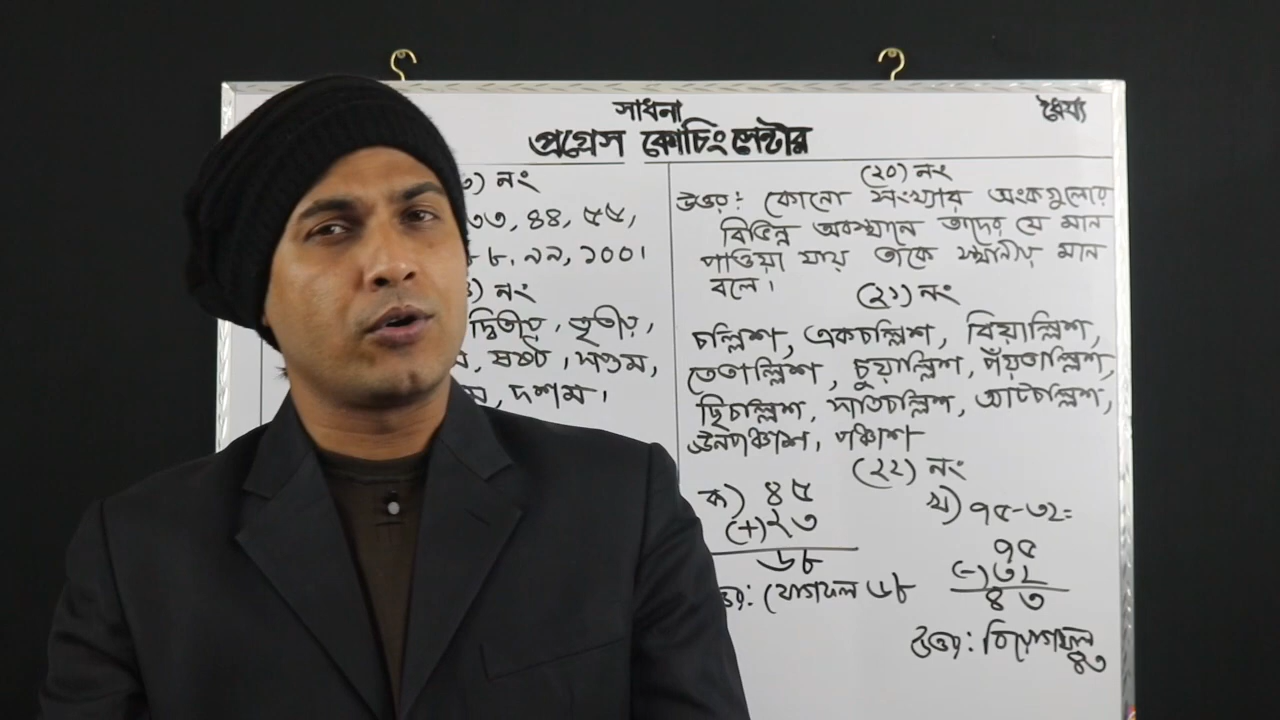 সাধনা
ধৈর্য্য
প্রগ্রেস কোচিং সেন্টার
) নং
৩৩, ৪৪, ৫৫,
৮, ৯৯, ১০০।
) নং
দ্বিতীয়, তৃতীয়,
ষষ্ঠ, সপ্তম,
ম, দশম।
(২০) নং
উত্তর: কোনো সংখ্যার অংকগুলোর
বিভিন্ন অবস্থানে তাদের যে মান
পাওয়া যায় তাকে স্থানীয় মান
বলে।
(২১) নং
চল্লিশ, একচল্লিশ, বিয়াল্লিশ,
তেতাল্লিশ, চুয়াল্লিশ, পঁয়তাল্লিশ,
ছিচল্লিশ, সাতচল্লিশ, আটচল্লিশ,
ঊনপঞ্চাশ, পঞ্চাশ
(২২) নং
ক) ৪৫
(+) ২৩
৬৮
উত্তর: যোগফল ৬৮
খ) ৭৫-৩২=
৭৫
(-) ৩২
৪৩
উত্তর: বিয়োগফল
৪৩